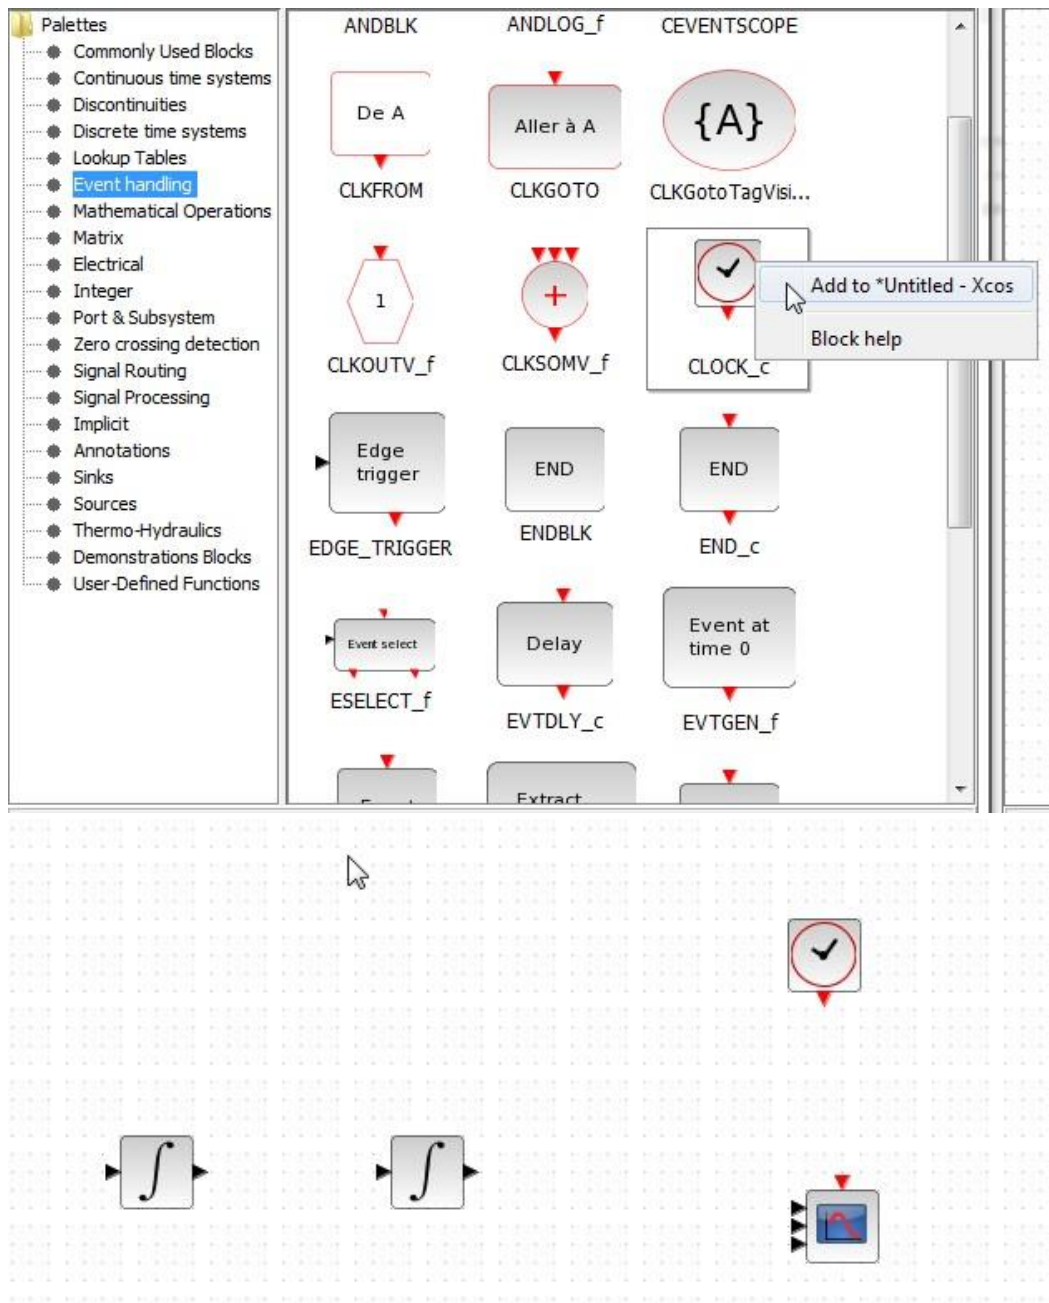 Palettes
Commonly Used Blocks
Continuous time systems
Discontinuities
Discrete time systems
Lookup Tables
Event handling
Mathematical Operations
Matrix
Electrical
Integer
Port & Subsystem
Zero crossing detection
Signal Routing
Signal Processing
Implicit
Annotations
Sinks
Sources
Thermo-Hydraulics
Demonstrations Blocks
User-Defined Functions
ANDBLK ANDLOG_f CEVENTSCOPE
De A
Aller à A
{A}
CLKFROM CLKGOTO CLKGotoTagVisi...
1
CLKOUTV_f CLKSOMV_f CLOCK_c
Add to *Untitled - Xcos
Block help
Edge
trigger
END
END
EDGE_TRIGGER ENDBLK END_c
Event select
Delay
Event at
time 0
ESELECT_f EVTDLY_c EVTGEN_f
Extract